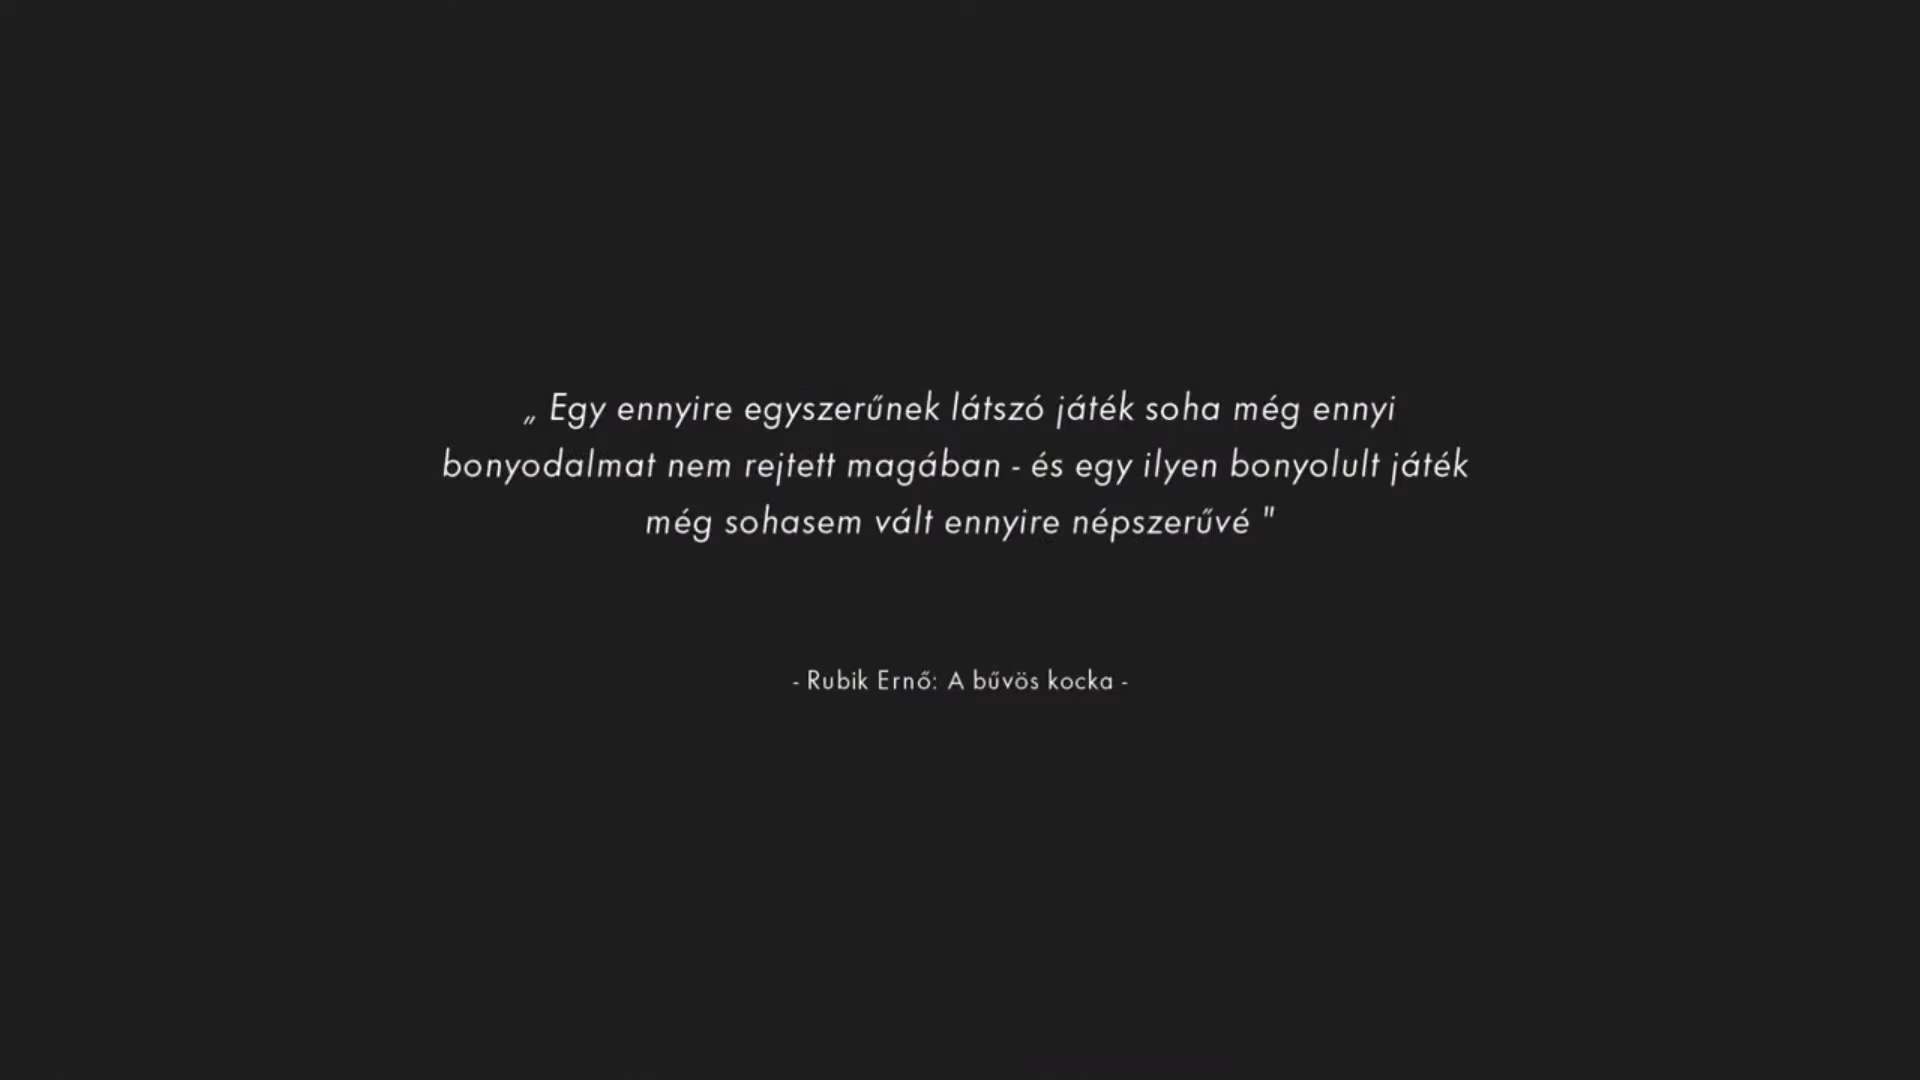 „ Egy ennyire egyszerűnek látszó játék soha még ennyi
bonyodalmat nem rejtett magában - és egy ilyen bonyolult játék
még sohasem vált ennyire népszerűvé "
- Rubik Ernő: A bűvös kocka -